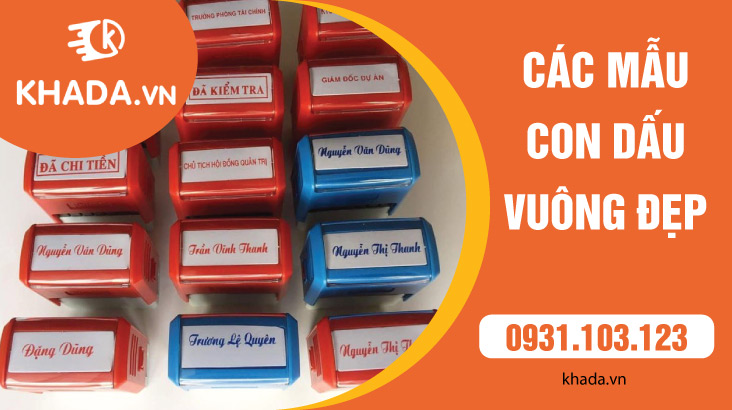 KHADA.VN
TRƯỞNG PHÒNG TÀI CHÍNH
ĐÃ KIỂM TRA
GIÁM ĐỐC DỰ ÁN
ĐÃ CHI TIỀN
CHỦ TỊCH HỘI ĐỒNG QUẢN TRỊ
Nguyễn Văn Dũng
Nguyễn Văn Dũng
Trần Vĩnh Thanh
Nguyễn Thị Thanh
Đặng Dũng
Trương Lệ Quyên
Nguyễn Thị Th
CÁC MẪU
CON DẤU
VUÔNG ĐẸP
0931.103.123
khada.vn